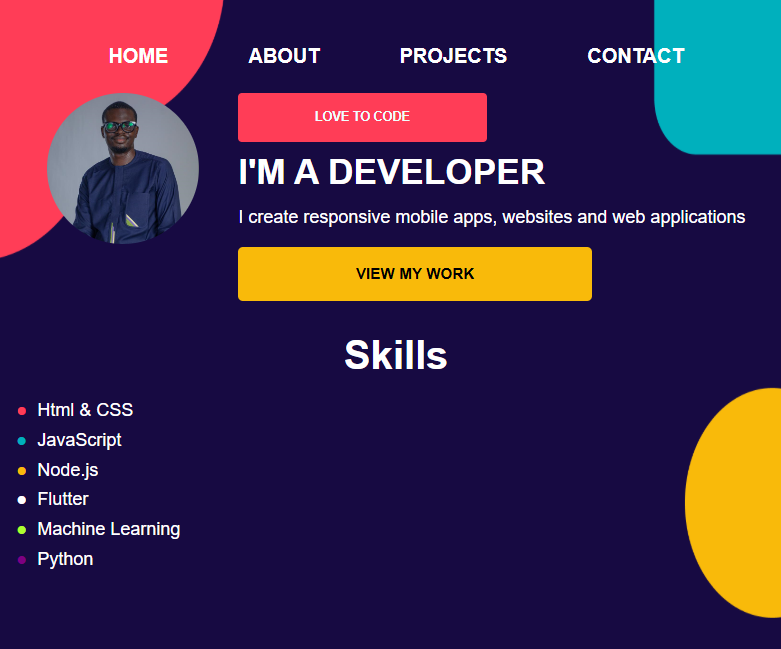 HOME ABOUT PROJECTS CONTACT
LOVE TO CODE
I'M A DEVELOPER
I create responsive mobile apps, websites and web applications
VIEW MY WORK
Skills
Html & CSS
JavaScript
Node.js
Flutter
Machine Learning
Python